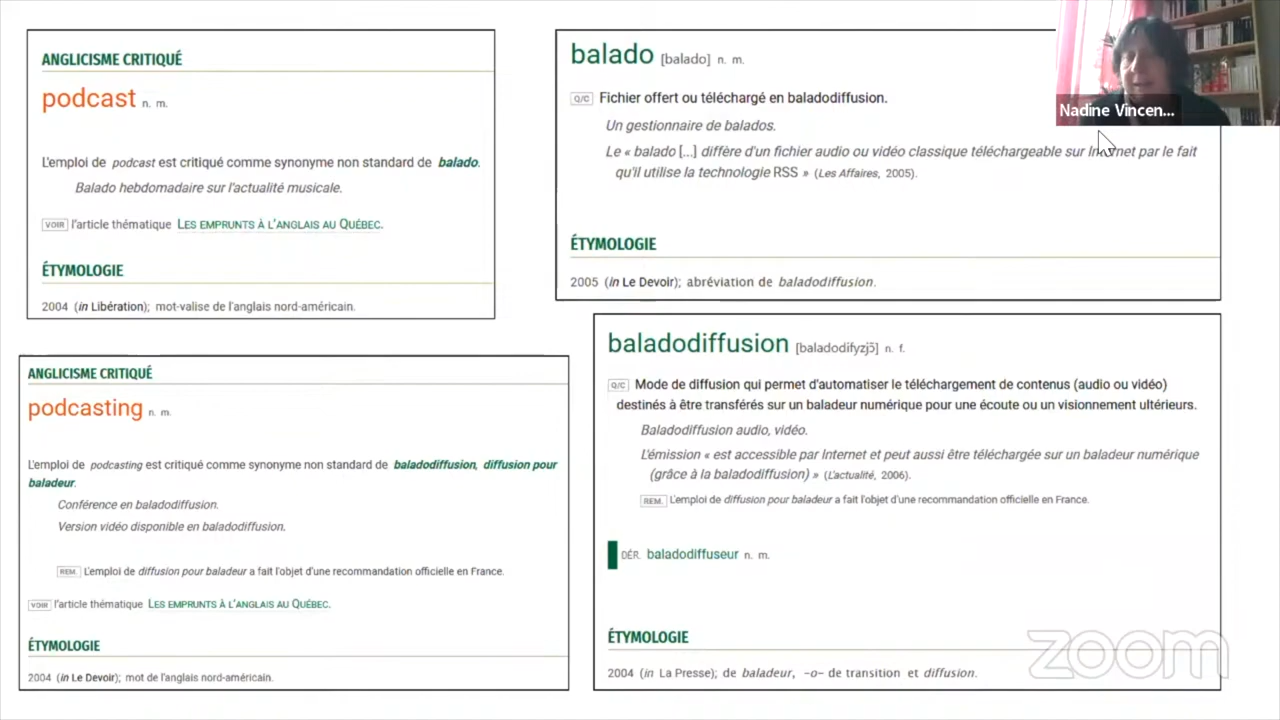 ANGLICISME CRITIQUÉ
podcast n. m.
L'emploi de podcast est critiqué comme synonyme non standard de balado.
Balado hebdomadaire sur l'actualité musicale.
VOIR l'article thématique LES EMPRUNTS À L'ANGLAIS AU QUÉBEC.
ÉTYMOLOGIE
2004 (in Libération); mot-valise de l'anglais nord-américain.
balado [balado] n. m.
Q/C Fichier offert ou téléchargé en baladodiffusion.
Un gestionnaire de balados.
Le « balado [...] diffère d'un fichier audio ou vidéo classique téléchargeable sur Internet par le fait
qu'il utilise la technologie RSS » (Les Affaires, 2005).
ÉTYMOLOGIE
2005 (in Le Devoir); abréviation de baladodiffusion.
Nadine Vincen...
ANGLICISME CRITIQUÉ
podcasting n. m.
L'emploi de podcasting est critiqué comme synonyme non standard de baladodiffusion, diffusion pour
baladeur.
Conférence en baladodiffusion.
Version vidéo disponible en baladodiffusion.
REM. L'emploi de diffusion pour baladeur a fait l'objet d'une recommandation officielle en France.
VOIR l'article thématique LES EMPRUNTS À L'ANGLAIS AU QUÉBEC.
ÉTYMOLOGIE
2004 (in Le Devoir); mot de l'anglais nord-américain.
baladodiffusion [baladodifyzjɔ̃] n. f.
Q/C Mode de diffusion qui permet d'automatiser le téléchargement de contenus (audio ou vidéo)
destinés à être transférés sur un baladeur numérique pour une écoute ou un visionnement ultérieurs.
Baladodiffusion audio, vidéo.
L'émission « est accessible par Internet et peut aussi être téléchargée sur un baladeur numérique
(grâce à la baladodiffusion) » (L'actualité, 2006).
REM. L'emploi de diffusion pour baladeur a fait l'objet d'une recommandation officielle en France.
DÉR. baladodiffuseur n. m.
ÉTYMOLOGIE
2004 (in La Presse); de baladeur, -o- de transition et diffusion.
zoom